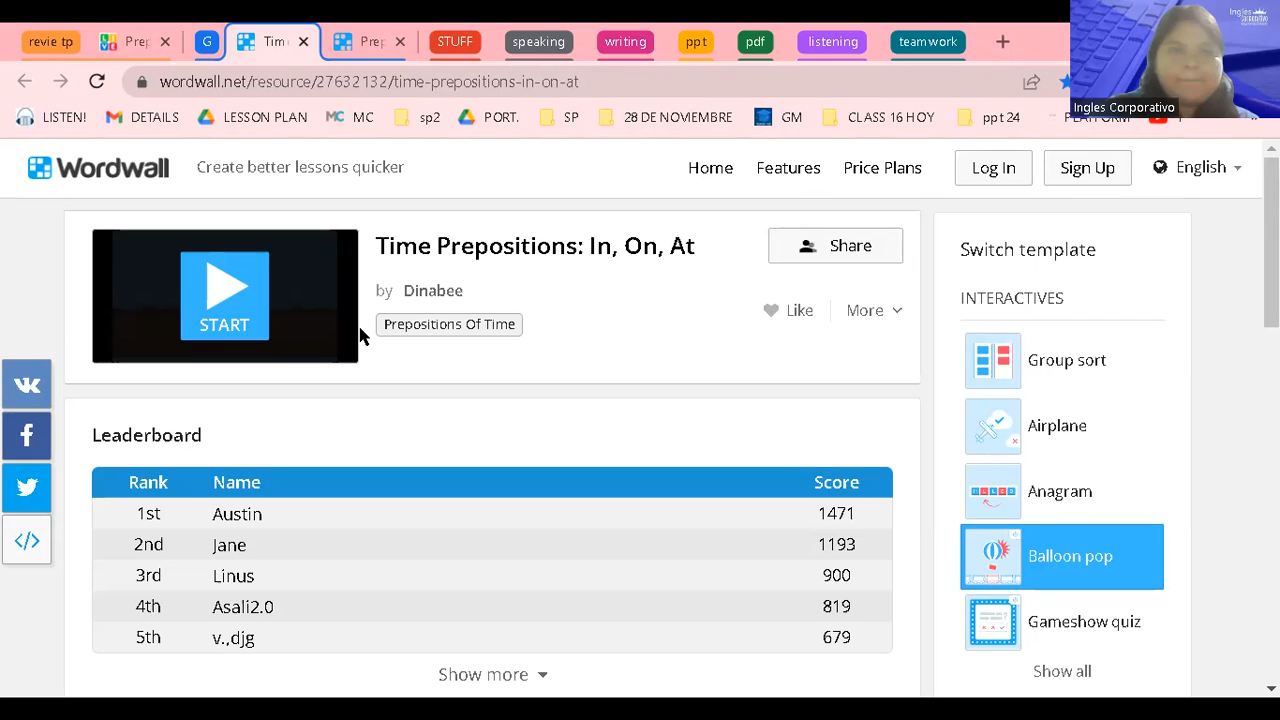 revie tp Prep G Tim Prep STUFF speaking writing ppt pdf listening teamwork
Ingles Corporativo
wordwall.net/resource/27632132/time-prepositions-in-on-at
Ingles Corporativo
LISTEN! DETAILS LESSON PLAN MC MC sp2 PORT. SP 28 DE NOVIEMBRE GM CLASS 16 HOY ppt 24
Wordwall Create better lessons quicker Home Features Price Plans Log In Sign Up English
START
Time Prepositions: In, On, At
Share
by Dinabee
Like More
Prepositions Of Time
Leaderboard
Rank Name Score
1st Austin 1471
2nd Jane 1193
3rd Linus 900
4th Asali2.0 819
5th v.,djg 679
Show more
Switch template
INTERACTIVES
Group sort
Airplane
Anagram
Balloon pop
Gameshow quiz
Show all